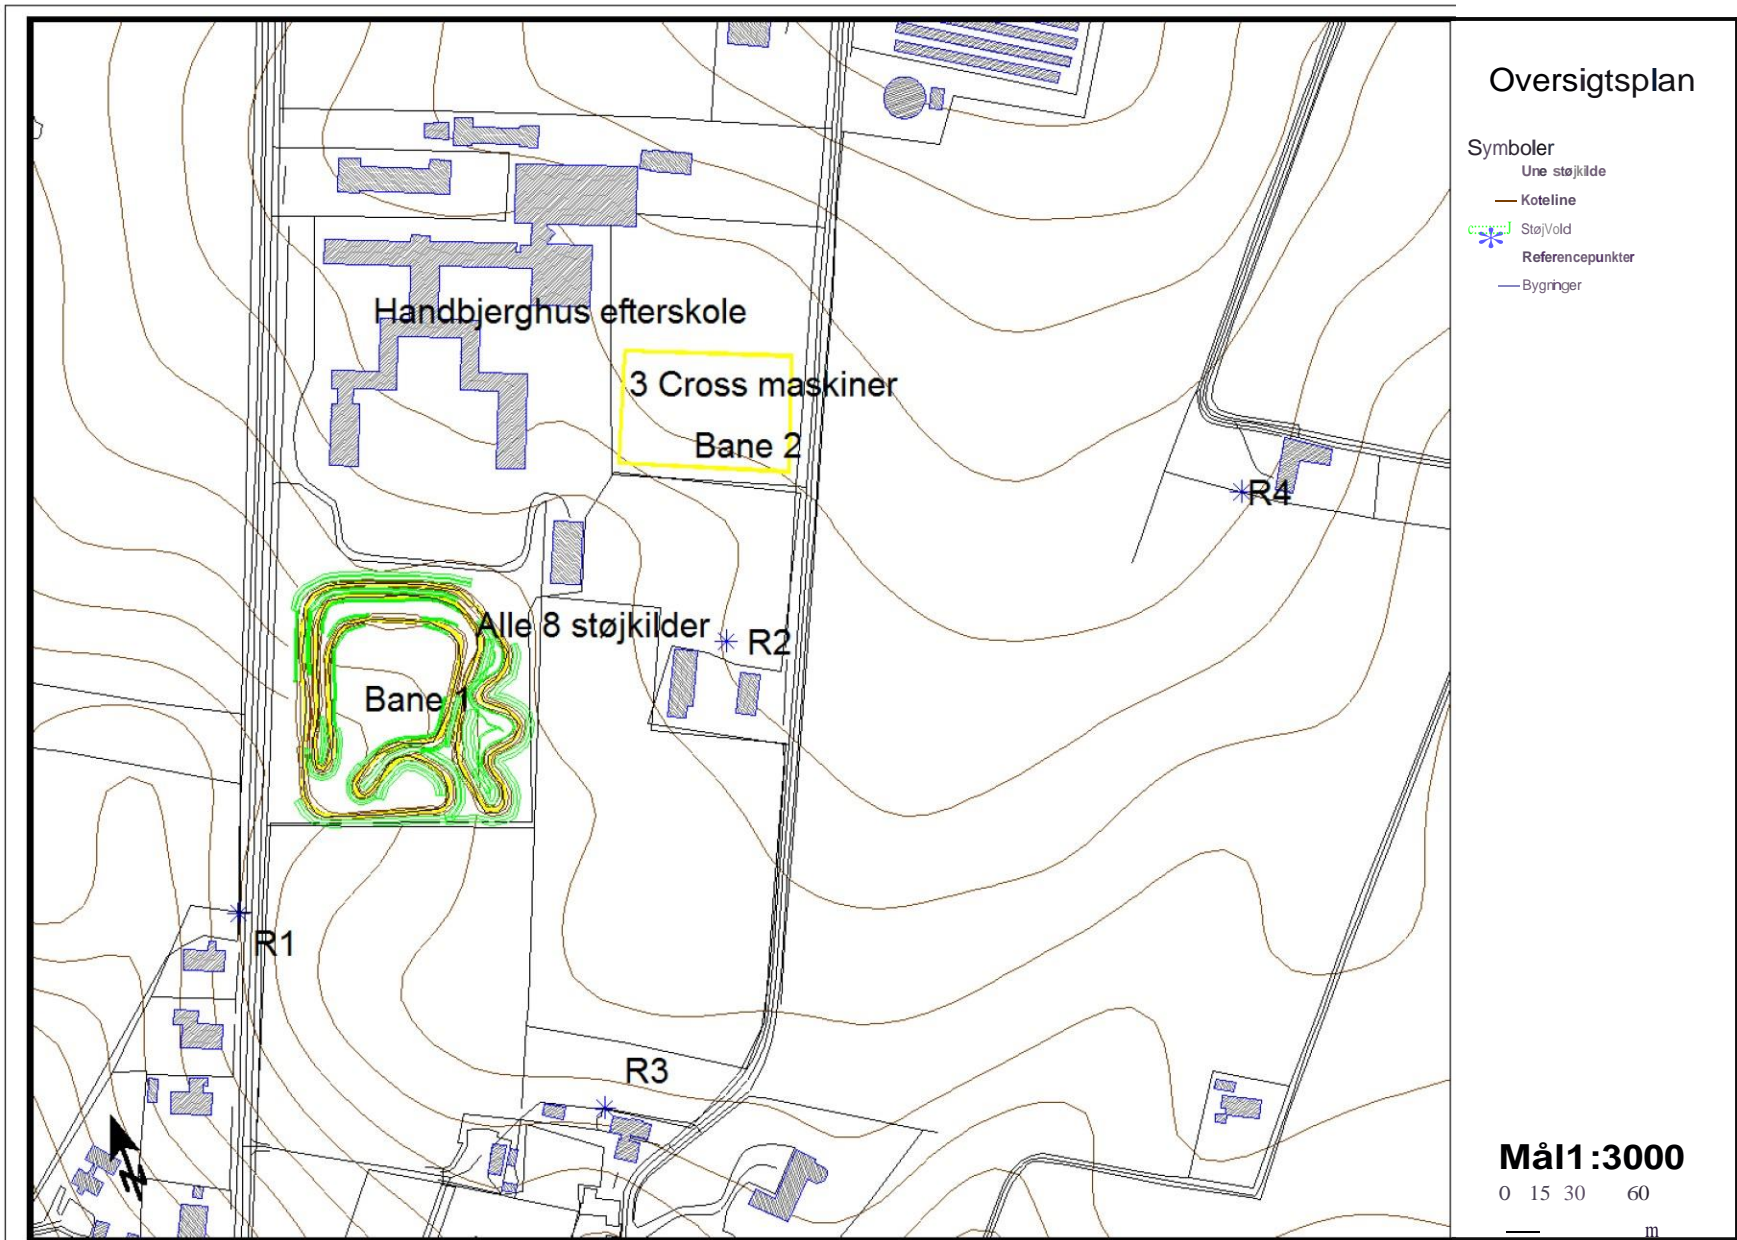 Oversigtsplan
Symboler
Une støjkilde
Koteline
StøjVold
Referencepunkter
Bygninger
Handbjerghus efterskole
3 Cross maskiner
Bane 2
R4
Alle 8 støjkilder
R2
Bane 1
R1
R3
N
Mål1:3000
0 15 30 60
m